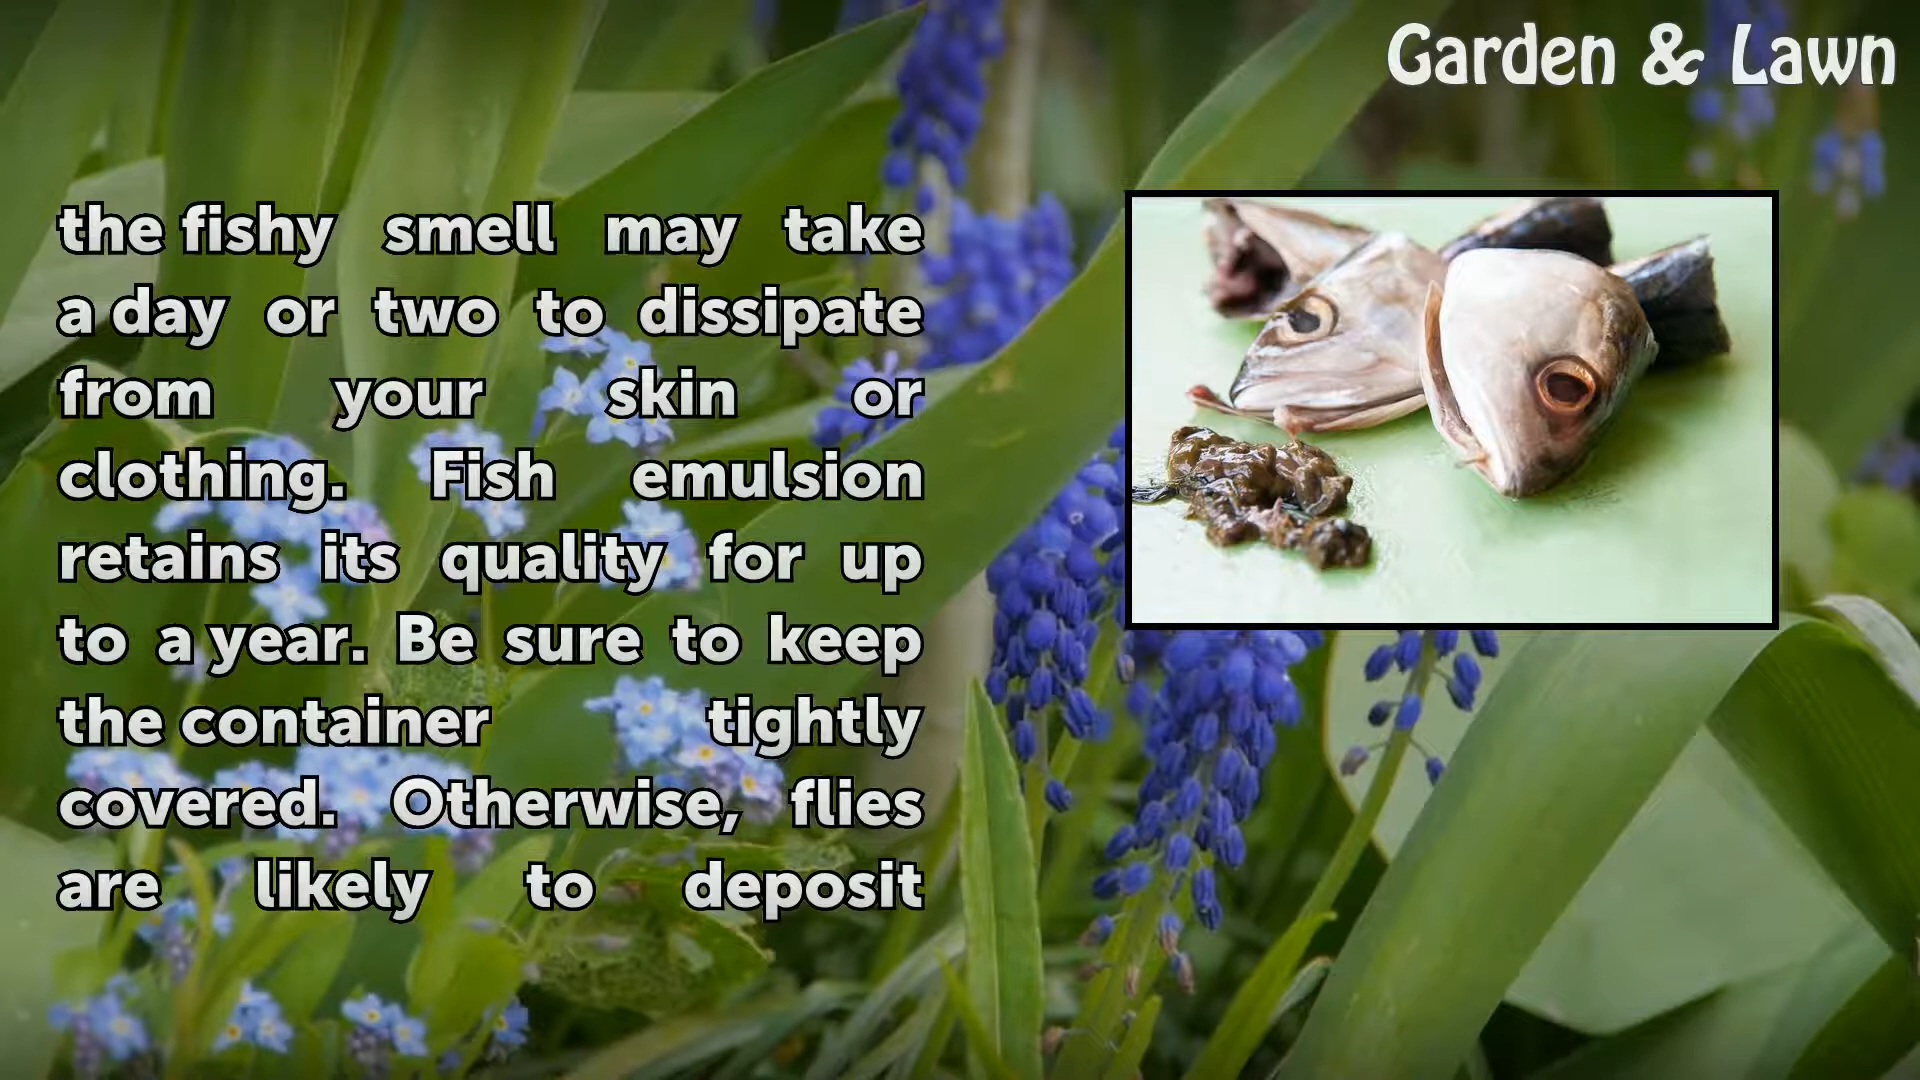 Garden & Lawn
the fishy smell may take
a day or two to dissipate
from your skin or
clothing. Fish emulsion
retains its quality for up
to a year. Be sure to keep
the container tightly
covered. Otherwise, flies
are likely to deposit